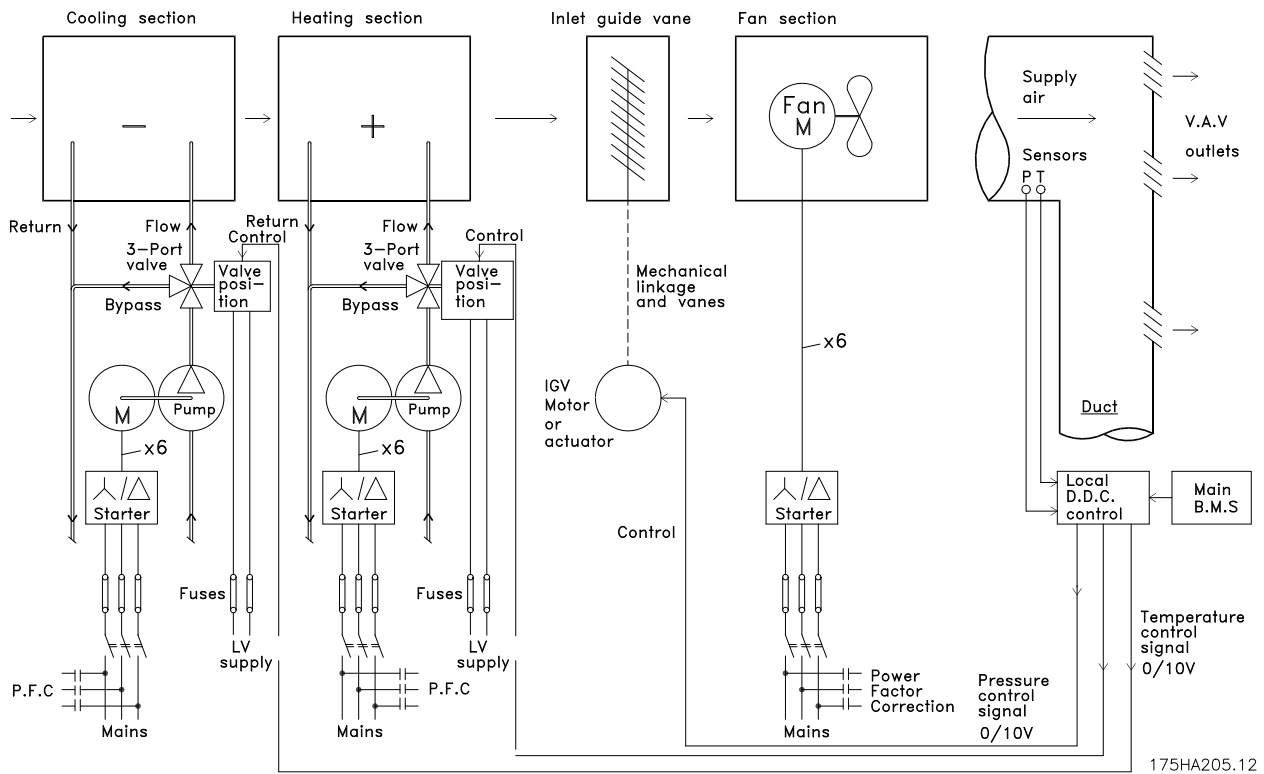 Cooling section
Heating section
Inlet guide vane
Fan section
Supply
air
V.A.V
outlets
Fan
M
Sensors
P T
Return
Flow
3-Port
valve
Bypass
Return
Control
Valve
posi-
tion
Flow
3-Port
valve
Bypass
Control
Valve
posi-
tion
Mechanical
linkage
and vanes
x6
M
Pump
x6
M
Pump
x6
IGV
Motor
or
actuator
Duct
Starter
Starter
Starter
Local
D.D.C.
control
Main
B.M.S
Control
Fuses
Fuses
LV
supply
LV
supply
Temperature
control
signal
0/10V
P.F.C
P.F.C
Power
Factor
Correction
Pressure
control
signal
0/10V
Mains
Mains
Mains
175HA205.12